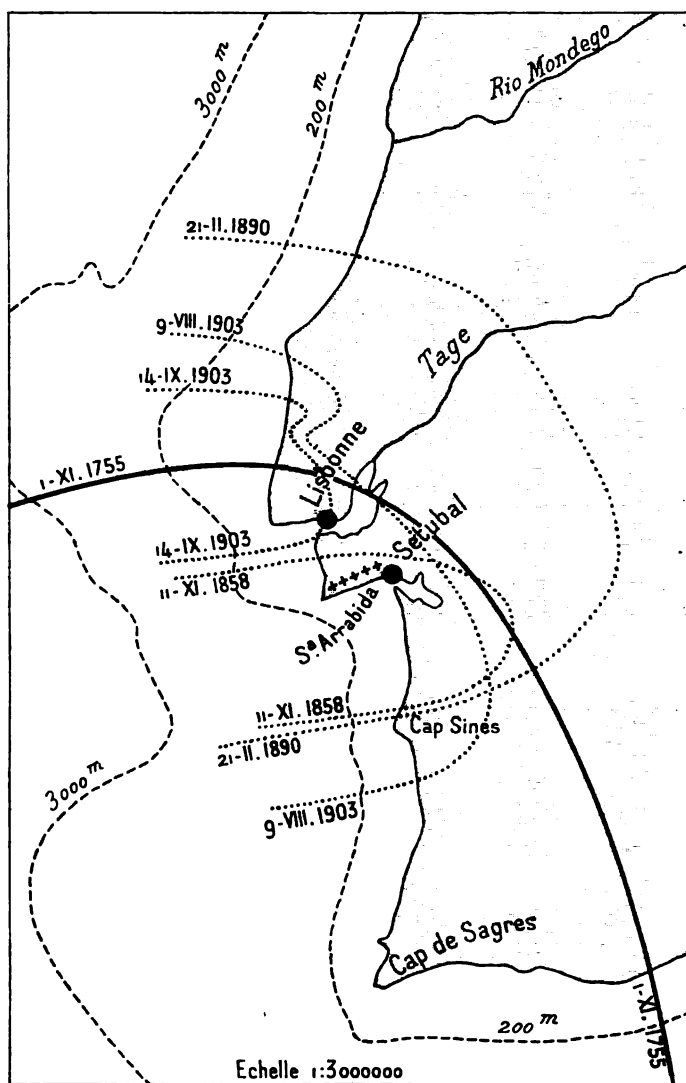 3000 m
200 m
Rio Mondego
21-II.1890
9-VIII.1903
14-IX.1903
Tage
1-XI.1755
Lisbonne
Setubal
14-IX.1903
11-XI.1858
Sa. Arrabida
11-XI.1858
Cap Sines
21-II.1890
3000 m
9-VIII.1903
Cap de Sagres
1-XI.1755
200 m
Echelle 1:3000000